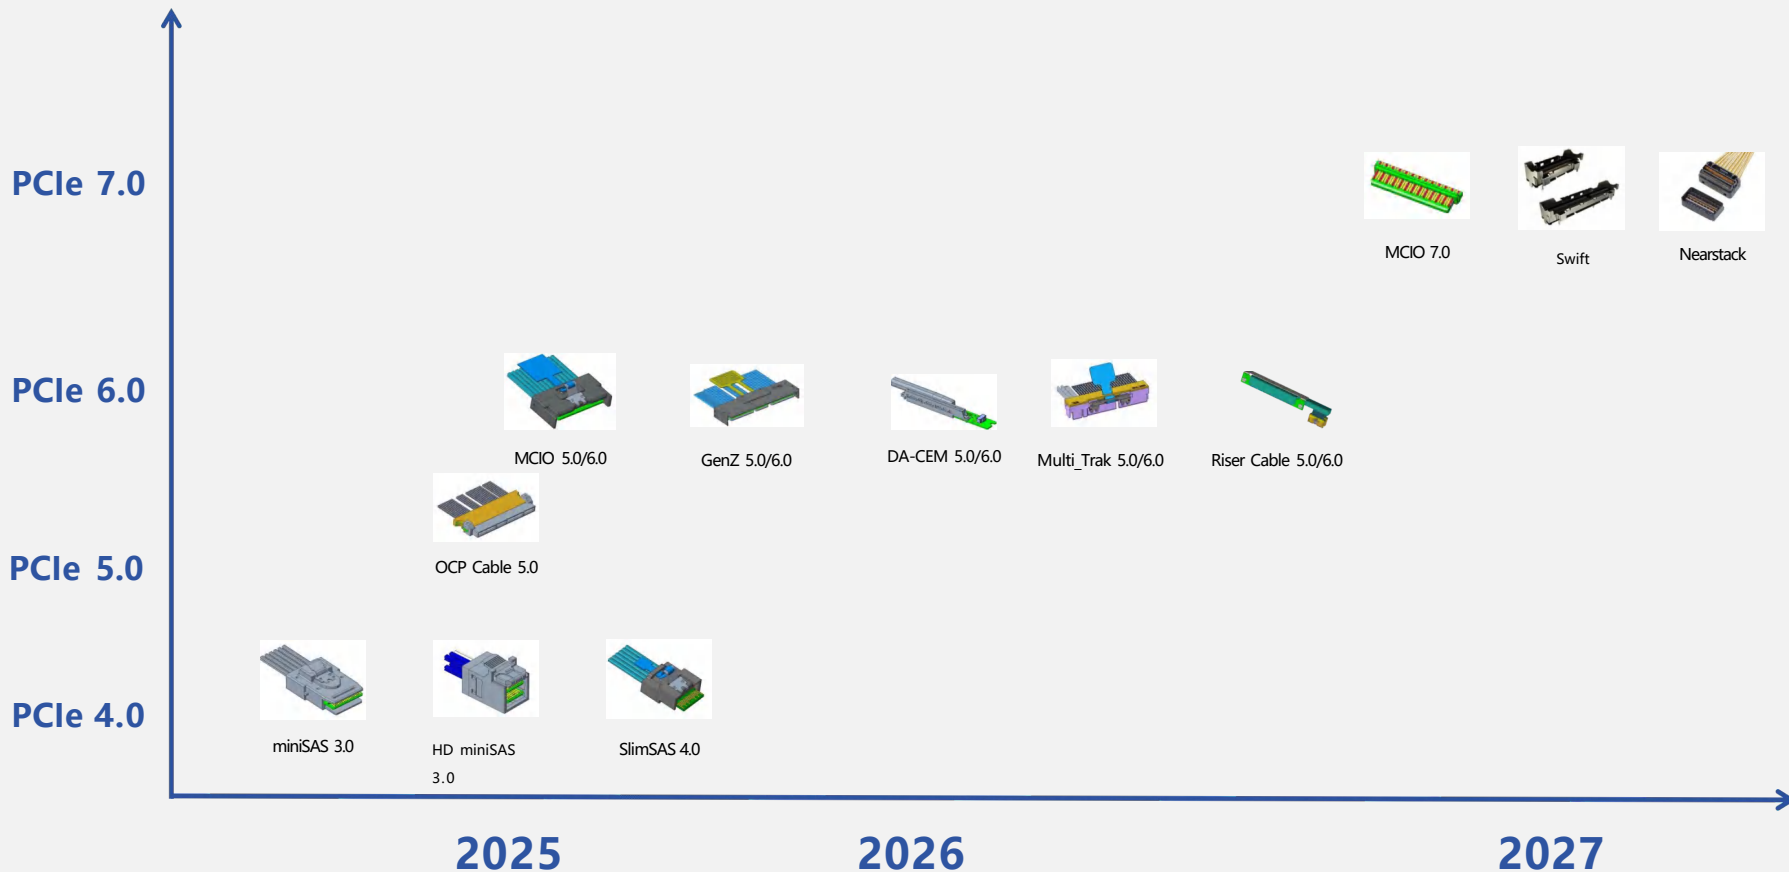 PCIe 7.0
MCIO 7.0
Swift
Nearstack
PCIe 6.0
MCIO 5.0/6.0
GenZ 5.0/6.0
DA-CEM 5.0/6.0
Multi_Trak 5.0/6.0
Riser Cable 5.0/6.0
PCIe 5.0
OCP Cable 5.0
PCIe 4.0
miniSAS 3.0
HD miniSAS
3.0
SlimSAS 4.0
2025
2026
2027